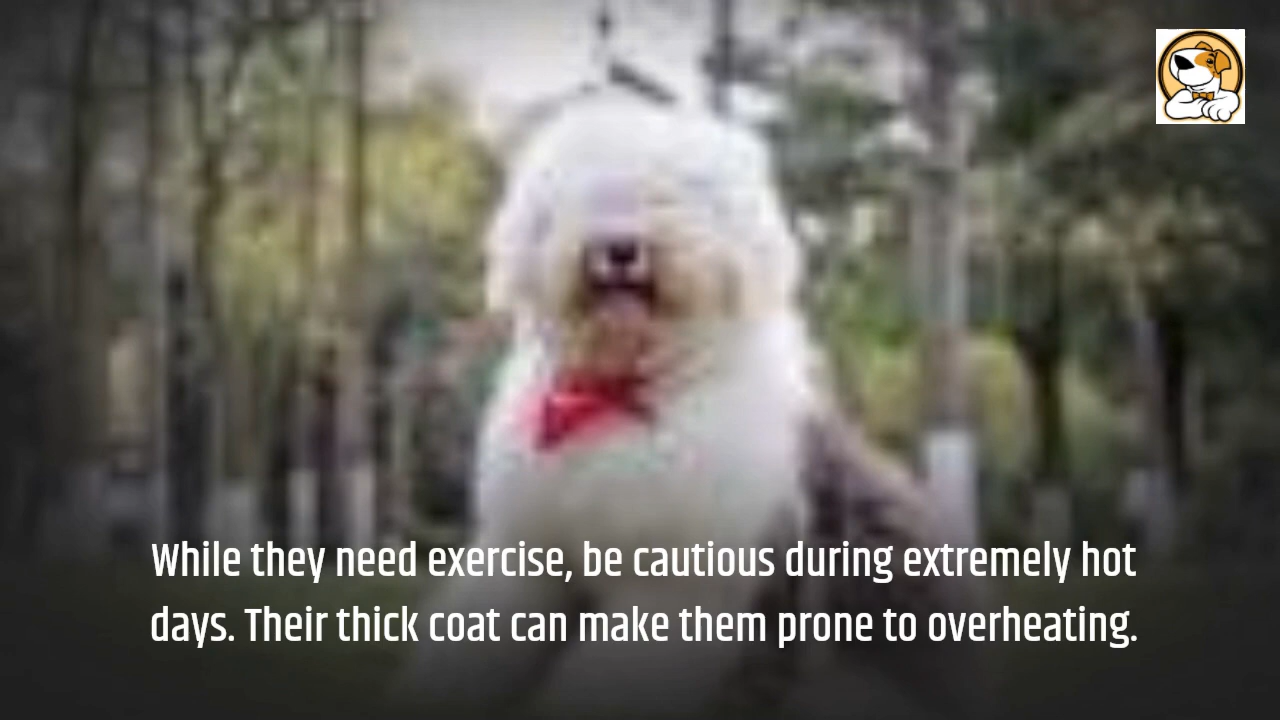 While they need exercise, be cautious during extremely hot
days. Their thick coat can make them prone to overheating.